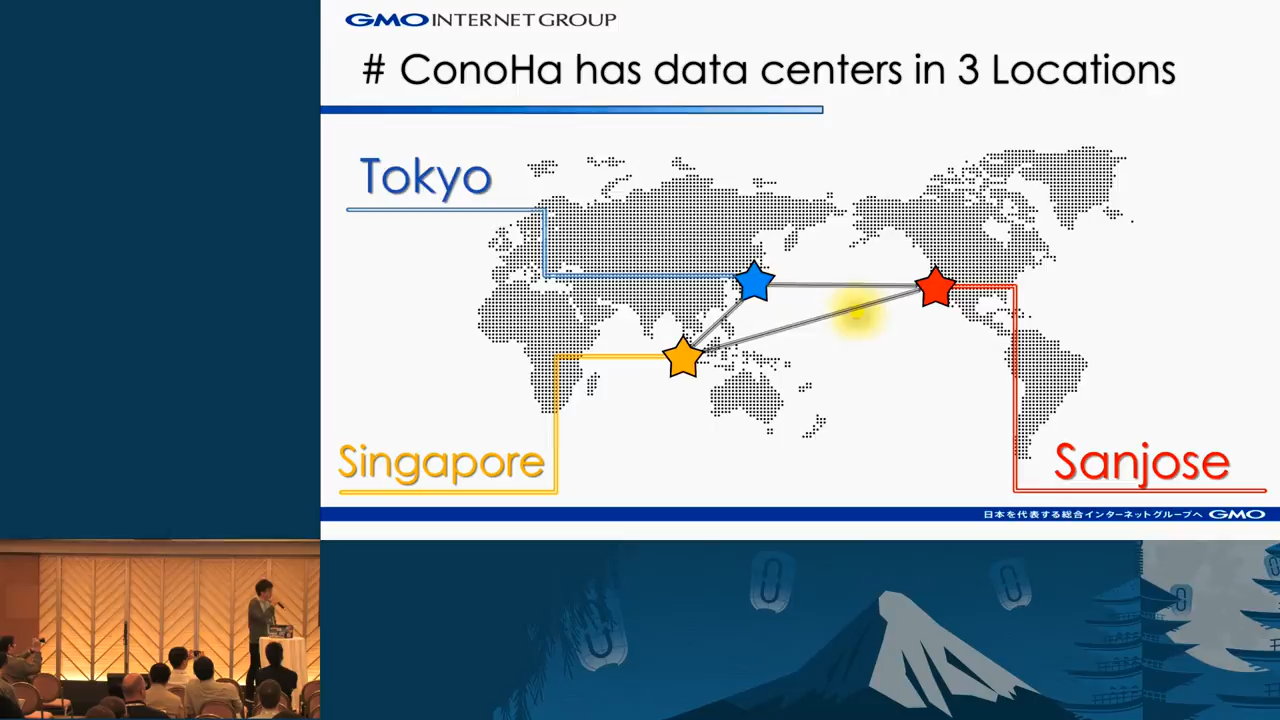 GMO INTERNET GROUP
# ConoHa has data centers in 3 Locations
Tokyo
Singapore
Sanjose
日本を代表する総合インターネットグループへ GMO